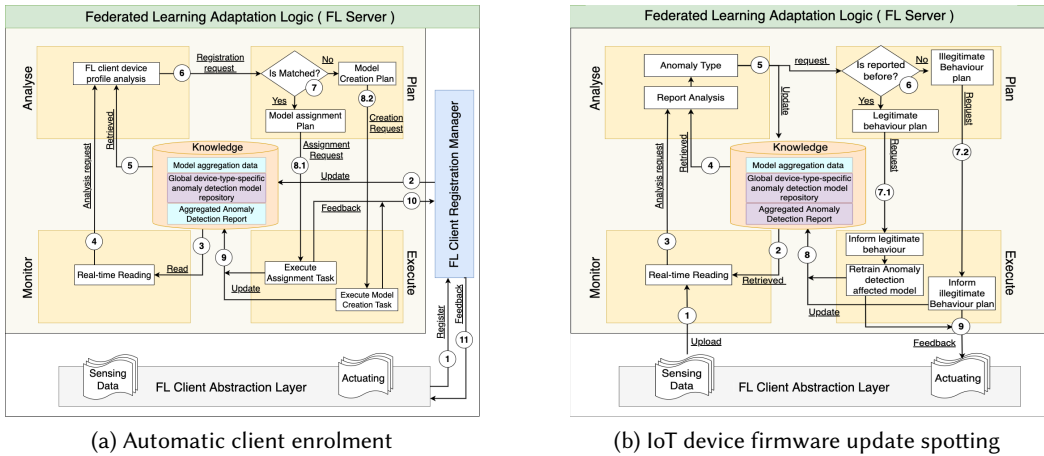 Federated Learning Adaptation Logic ( FL Server )
Analyse
FL client device
profile analysis
6
Registration
request
Is Matched?
7
No
Yes
Model
Creation Plan
Plan
8.2
Creation
Request
Model assignment
Plan
Assignment
Request
8.1
Analysis request
Retrieved
5
4
Knowledge
Model aggregation data
Global device-type-specific
anomaly detection model
repository
Aggregated Anomaly
Detection Report
Update
2
Feedback
10
FL Client Registration Manager
3
Read
9
Update
Monitor
Real-time Reading
Execute
Assignment Task
Execute Model
Creation Task
Execute
Register
1
Feedback
11
Sensing
Data
FL Client Abstraction Layer
Actuating
(a) Automatic client enrolment
Federated Learning Adaptation Logic ( FL Server )
Analyse
Anomaly Type
5
request
Report Analysis
Update
Is reported
before?
6
No
Yes
Illegitimate
Behaviour
plan
Plan
Legitimate
behaviour plan
Request
7.1
Request
7.2
Analysis request
Retrieved
4
3
Knowledge
Model aggregation data
Global device-type-specific
anomaly detection model
repository
Aggregated Anomaly
Detection Report
2
Retrieved
8
Update
Monitor
Real-time Reading
Inform legitimate
behaviour
Retrain Anomaly
detection
affected model
Inform
illegitimate
Behaviour plan
Execute
1
Upload
9
Feedback
Sensing
Data
FL Client Abstraction Layer
Actuating
(b) IoT device firmware update spotting